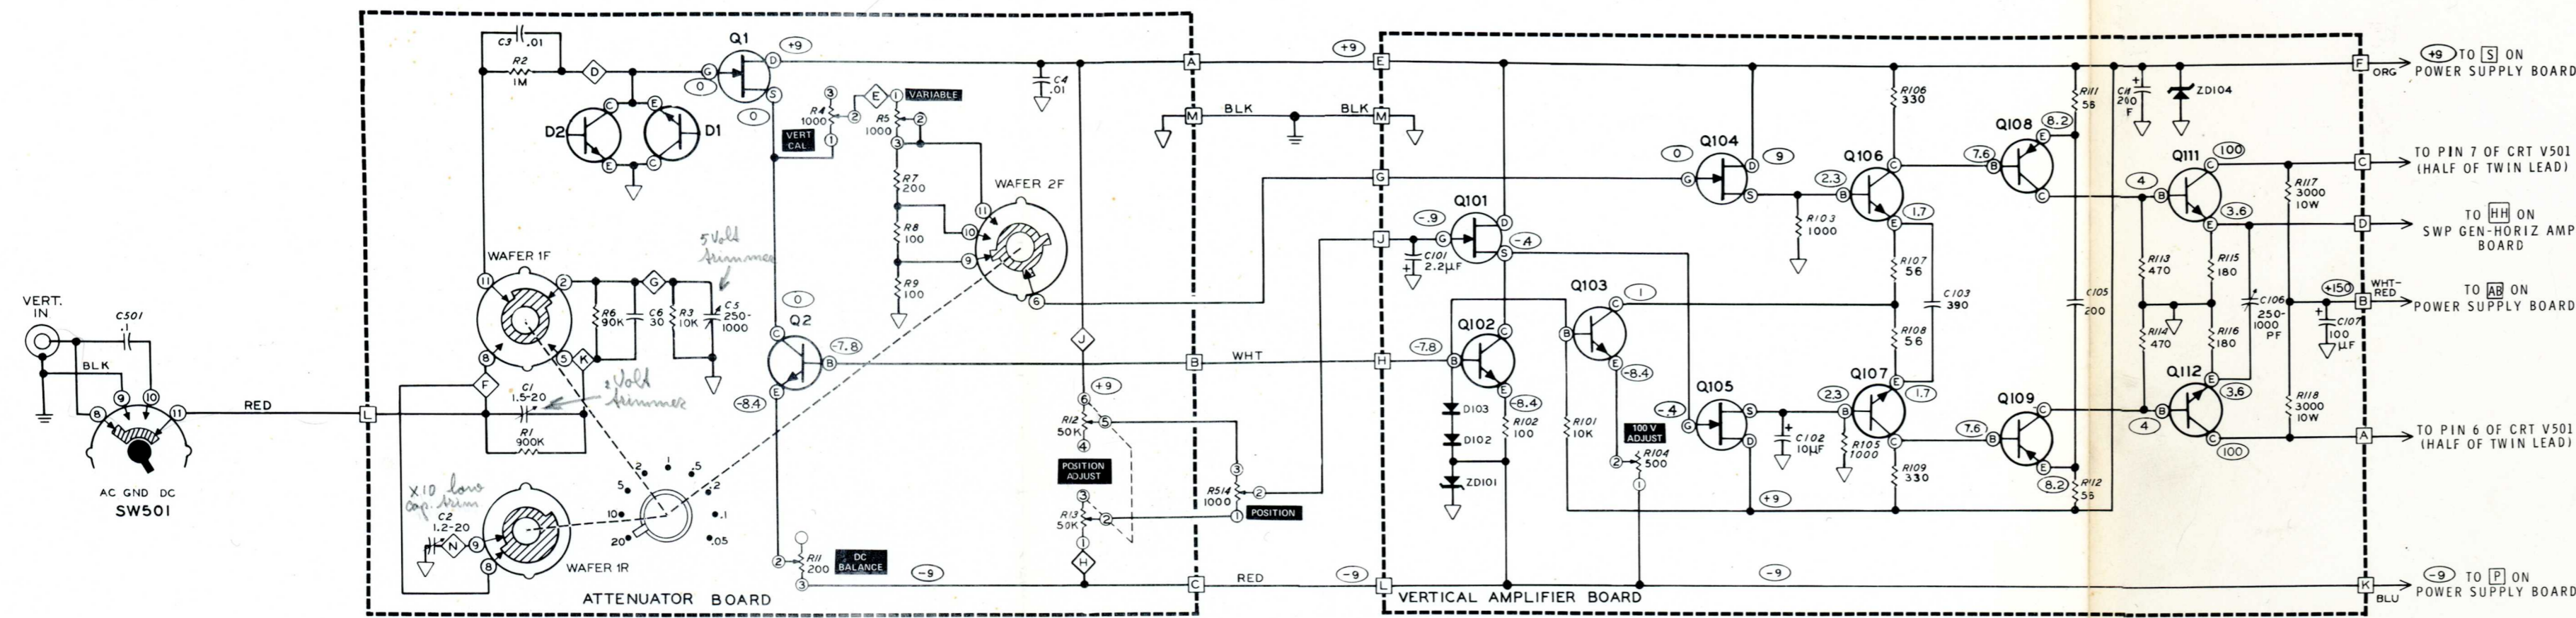 VERT.
IN
C501
.1
BLK
8
9
10
11
AC GND DC
SW501
RED
L
C3 .01
R2
1M
D
Q1
G
D
S
+9
0
0
D2
D1
C
E
E
C
WAFER 1F
11
2
8
5
K
F
G
R6
90K
C6
30
R3
10K
C5
250-
1000
5 Volt
trimmer
C1
1.5-20
2 Volt
trimmer
R1
900K
X10 low
cap. trim
C2
1.2-20
N
9
8
WAFER 1R
20
10
5
2
1
.5
.2
.1
.05
3
R4
1000
2
1
VERT
CAL
E
1
VARIABLE
R5
1000
2
3
R7
200
R8
100
R9
100
WAFER 2F
11
10
9
6
C4
.01
0
Q2
C
B
E
-7.8
-8.4
2
R11
200
3
DC
BALANCE
-9
J
+9
6
R12
50K
5
4
POSITION
ADJUST
3
R13
50K
2
1
H
3
R514
1000
2
1
POSITION
ATTENUATOR BOARD
A
M
B
C
BLK
BLK
WHT
RED
+9
-9
E
M
G
J
H
L
VERTICAL AMPLIFIER BOARD
-.9
Q101
G
D
S
-.4
C101
2.2µF
Q102
-7.8
B
C
E
-8.4
D103
D102
ZD101
R102
100
Q103
B
C
E
1
-8.4
R101
10K
100 V
ADJUST
2
R104
500
1
0
Q104
G
D
S
9
R103
1000
-.4
Q105
G
S
D
C102
10µF
+9
-9
R106
330
Q106
2.3
B
C
E
1.7
R107
56
C103
390
R108
56
Q107
2.3
B
E
C
1.7
R105
1000
R109
330
Q108
7.6
B
E
C
8.2
R111
56
C105
200
Q109
7.6
B
C
E
8.2
R112
56
ZD104
Q111
4
B
C
E
100
3.6
R113
470
R115
180
R114
470
R116
180
C106
250-
1000
PF
Q112
4
B
E
C
3.6
100
R117
3000
10W
R118
3000
10W
+150
C107
100
µF
F
ORG
C
D
B
WHT-
RED
A
K
BLU
+9 TO S ON
POWER SUPPLY BOARD
TO PIN 7 OF CRT V501
(HALF OF TWIN LEAD)
TO HH ON
SWP GEN-HORIZ AMP
BOARD
TO AB ON
POWER SUPPLY BOARD
TO PIN 6 OF CRT V501
(HALF OF TWIN LEAD)
-9 TO P ON
POWER SUPPLY BOARD